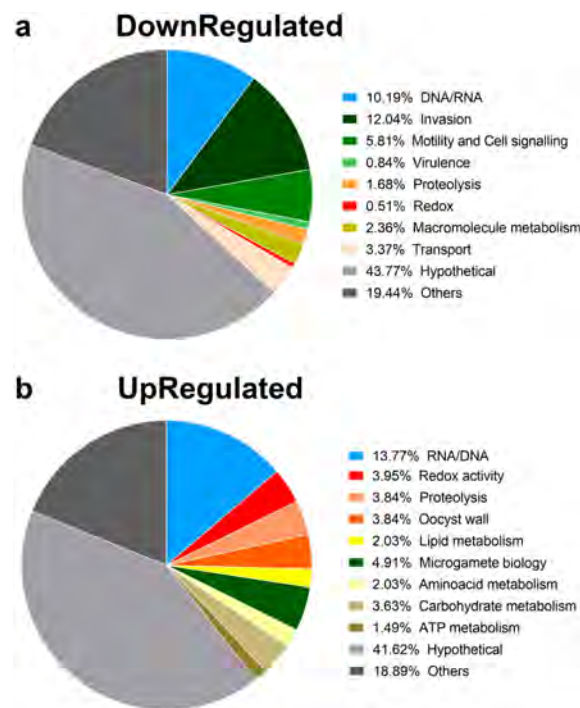 a DownRegulated
10.19% DNA/RNA
12.04% Invasion
5.81% Motility and Cell signalling
0.84% Virulence
1.68% Proteolysis
0.51% Redox
2.36% Macromolecule metabolism
3.37% Transport
43.77% Hypothetical
19.44% Others
b UpRegulated
13.77% RNA/DNA
3.95% Redox activity
3.84% Proteolysis
3.84% Oocyst wall
2.03% Lipid metabolism
4.91% Microgamete biology
2.03% Aminoacid metabolism
3.63% Carbohydrate metabolism
1.49% ATP metabolism
41.62% Hypothetical
18.89% Others